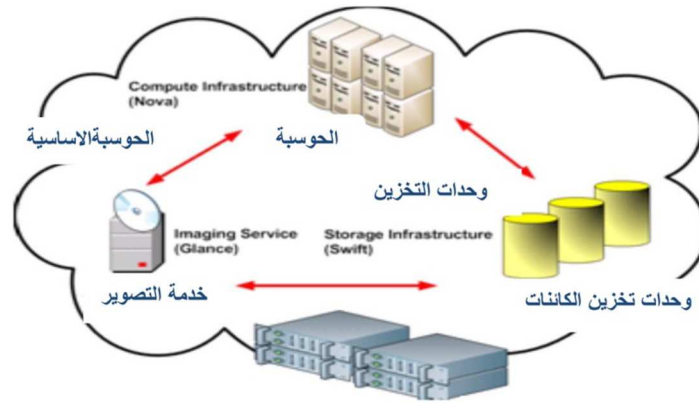 Compute Infrastructure
(Nova)
الحوسبةالاساسية
الحوسبة
وحدات التخزين
Imaging Service
(Glance)
Storage Infrastructure
(Swift)
خدمة التصوير
وحدات تخزين الكائنات